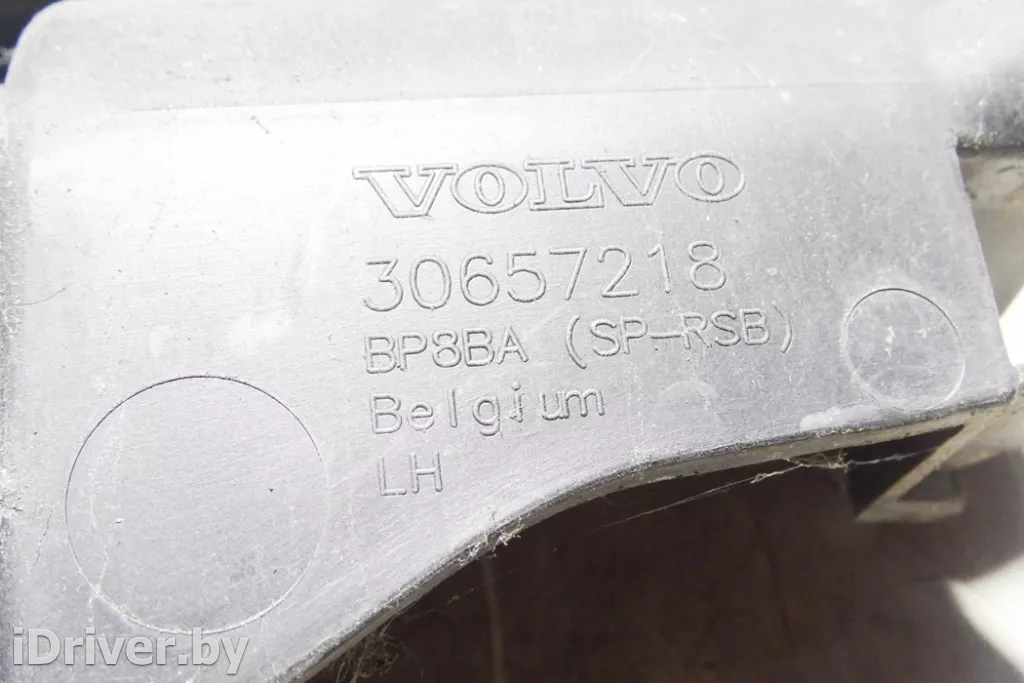 VOLVO
30657218
BP8BA (SP-RSB)
Belgium
LH
iDriver.by